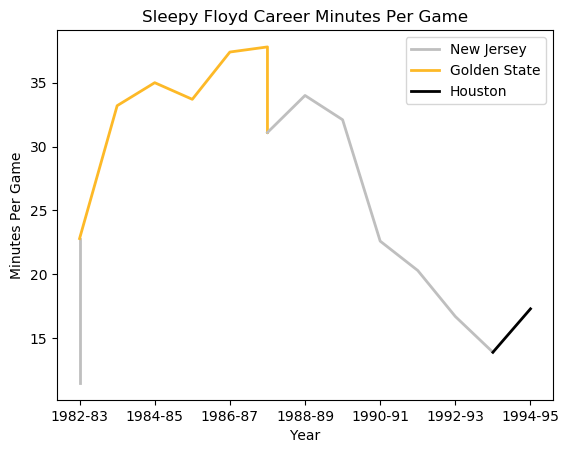 Sleepy Floyd Career Minutes Per Game
New Jersey
Golden State
Houston
35
30
25
20
15
Minutes Per Game
1982-83 1984-85 1986-87 1988-89 1990-91 1992-93 1994-95
Year